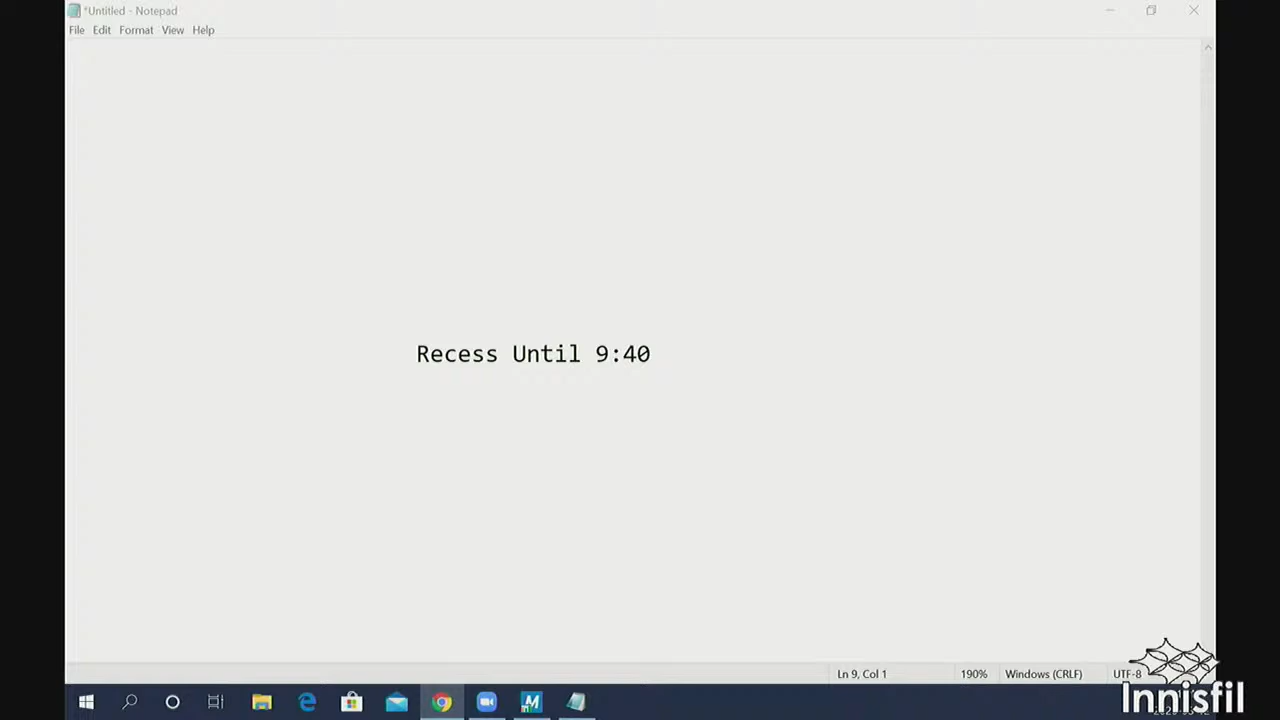 *Untitled - Notepad
File Edit Format View Help
Recess Until 9:40
Ln 9, Col 1 190% Windows (CRLF) UTF-8
Innisfil